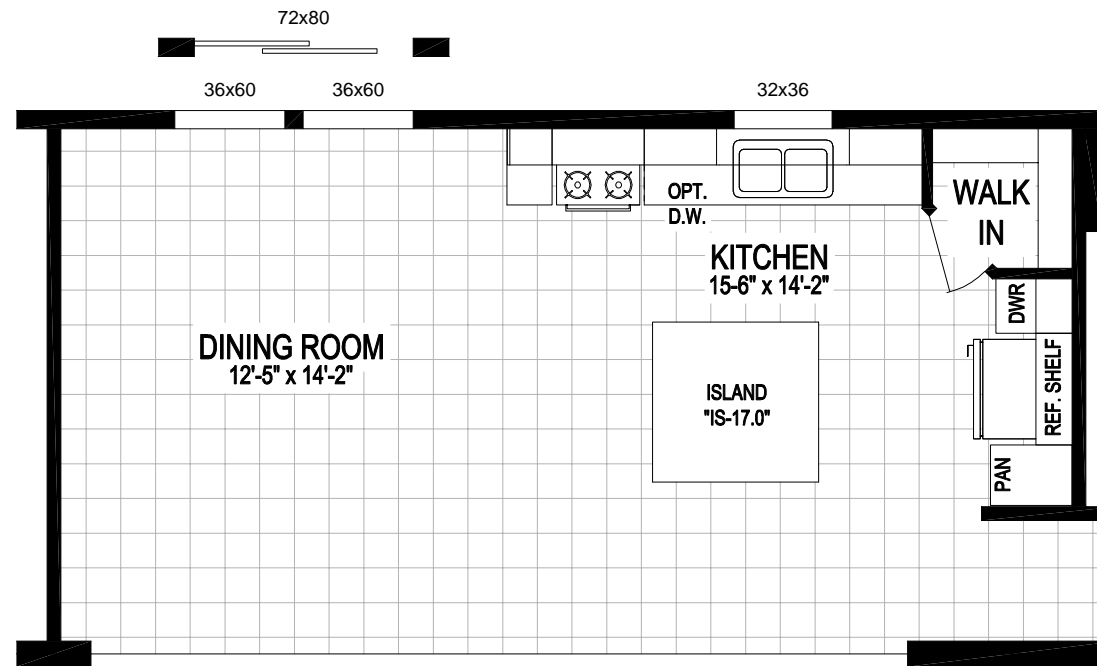 72x80
36x60
36x60
32x36
OPT.
D.W.
WALK
IN
KITCHEN
15-6" x 14'-2"
DWR
DINING ROOM
12'-5" x 14'-2"
ISLAND
"IS-17.0"
REF. SHELF
PAN